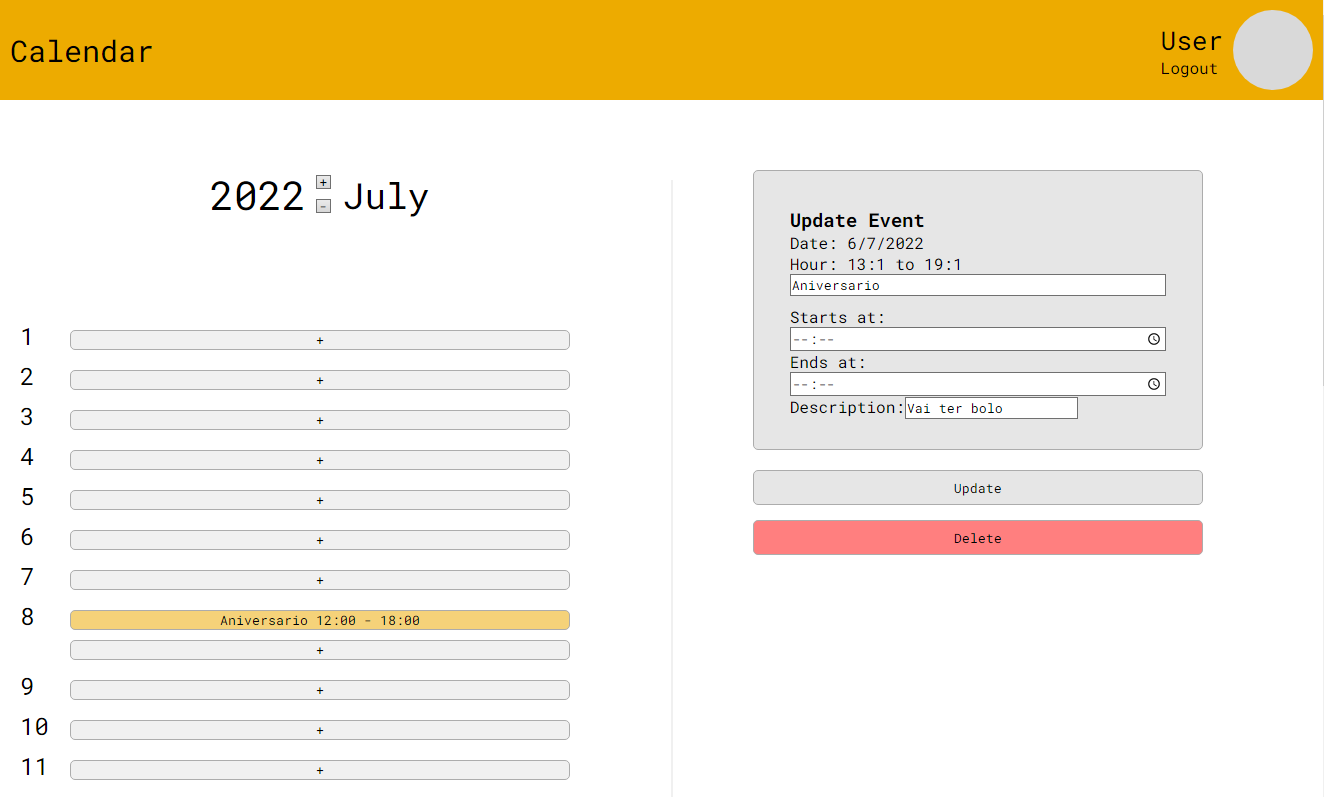 Calendar
User
Logout
2022 + - July
1 +
2 +
3 +
4 +
5 +
6 +
7 +
8 Aniversario 12:00 - 18:00
+
9 +
10 +
11 +
Update Event
Date: 6/7/2022
Hour: 13:1 to 19:1
Aniversario
Starts at:
--:--
Ends at:
--:--
Description: Vai ter bolo
Update
Delete